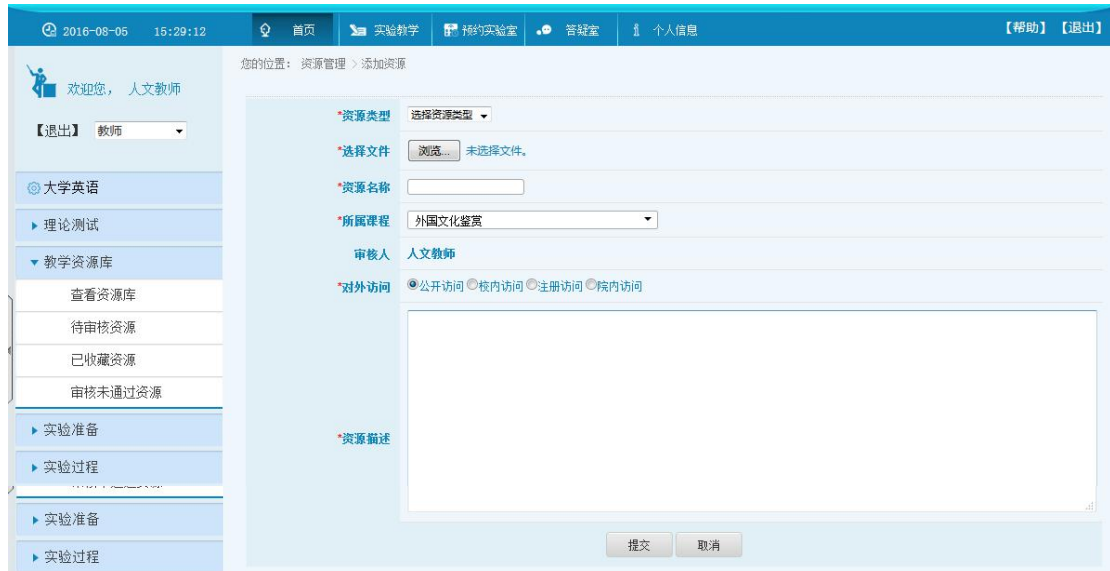 2016-08-05 15:29:12 首页 实验教学 预约实验室 答疑室 个人信息 【帮助】【退出】
您的位置： 资源管理 > 添加资源
欢迎您， 人文教师
【退出】 教师
大学英语
理论测试
教学资源库
查看资源库
待审核资源
已收藏资源
审核未通过资源
实验准备
实验过程
实验准备
实验过程
*资源类型 选择资源类型
*选择文件 浏览... 未选择文件。
*资源名称
*所属课程 外国文化鉴赏
审核人 人文教师
*对外访问 公开访问 校内访问 注册访问 院内访问
*资源描述
提交 取消